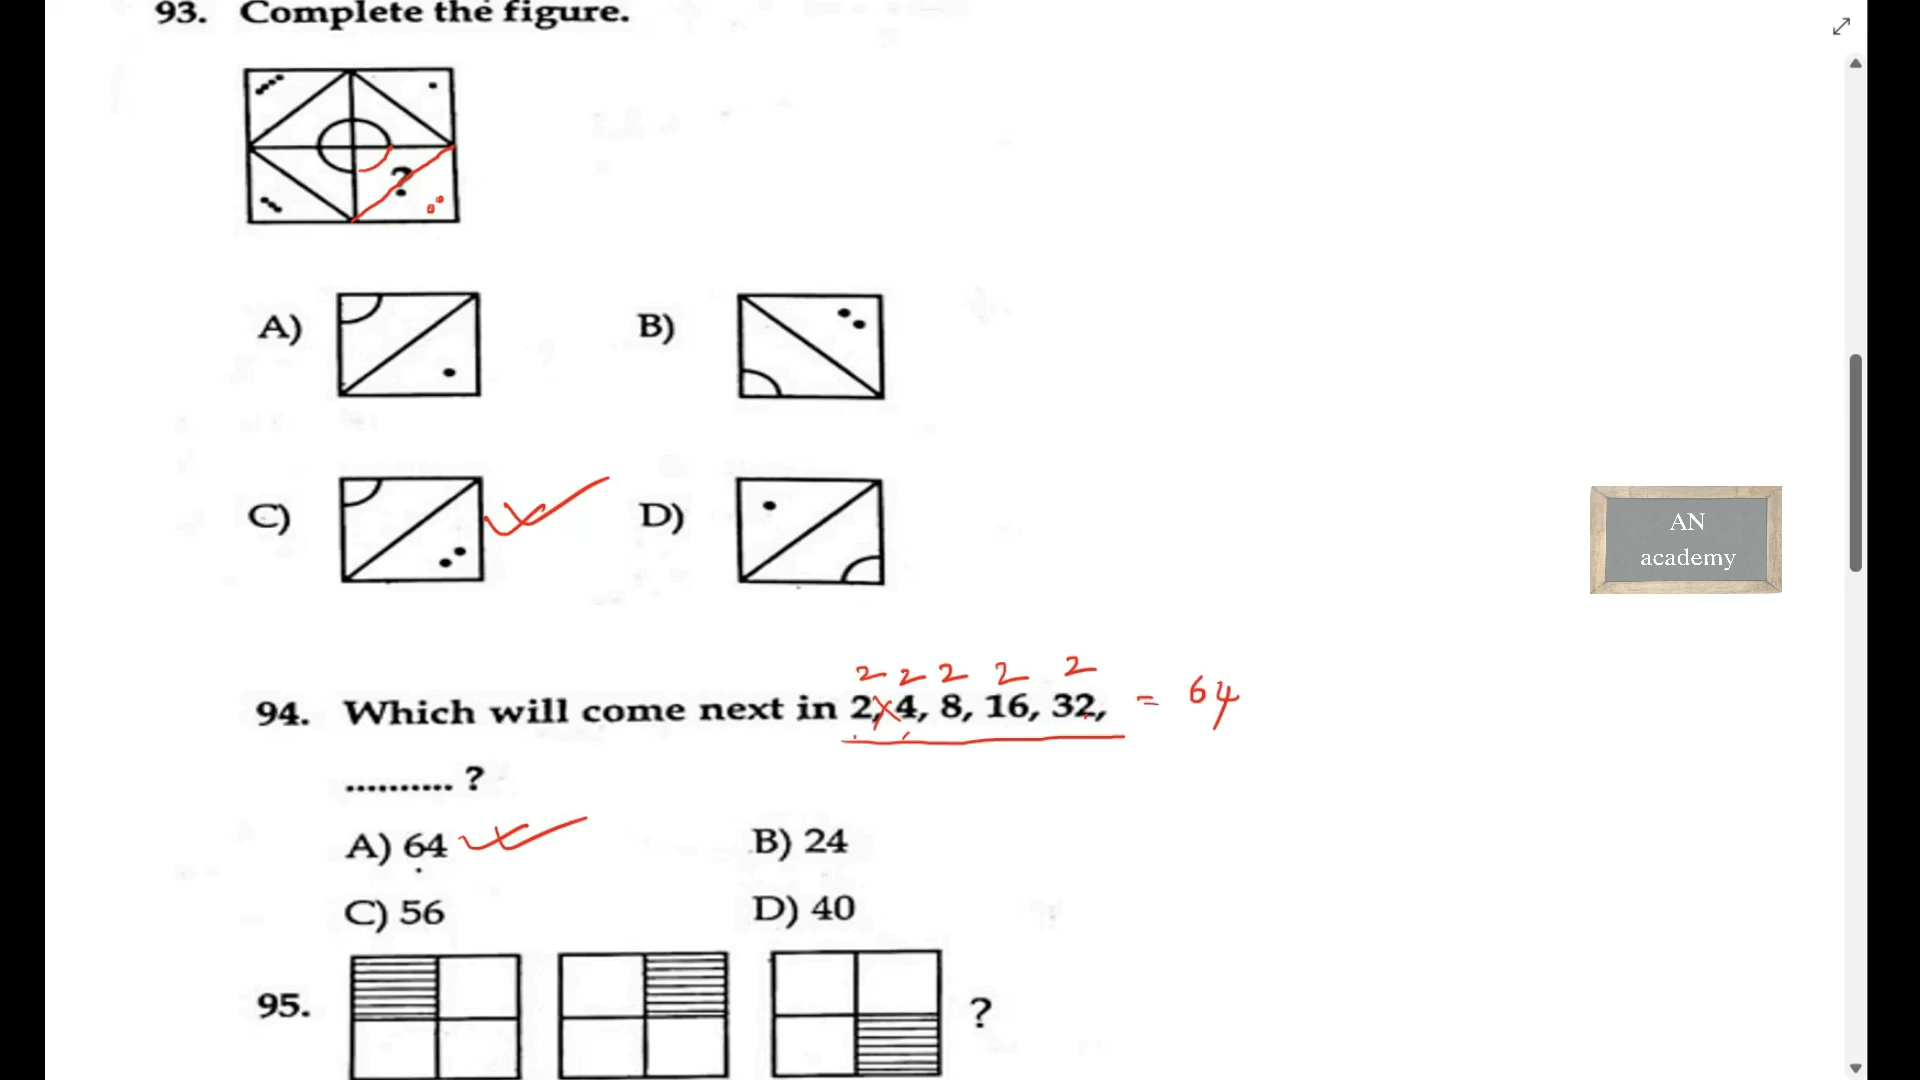 93. Complete the figure.
?
A)
B)
C)
D)
AN
academy
2 2 2 2 2
94. Which will come next in 2, 4, 8, 16, 32, = 64
.......... ?
A) 64
B) 24
C) 56
D) 40
95.
?